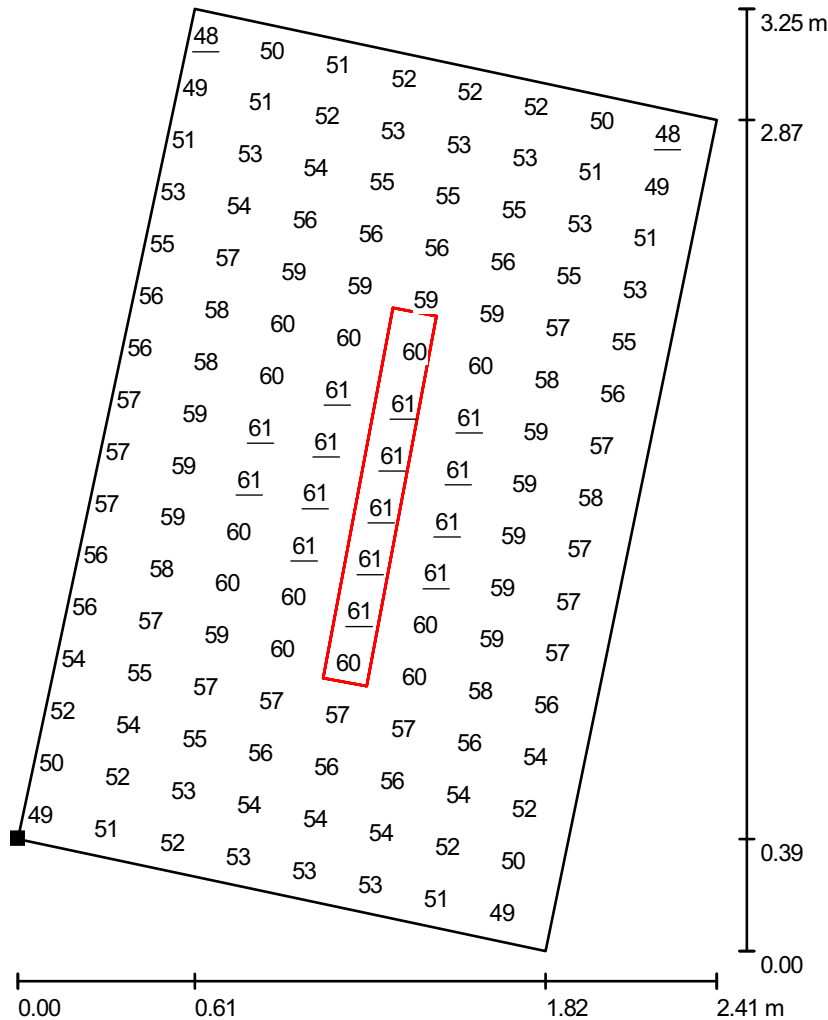 3.25 m
48 50 51 52 52 52 50 48
2.87
49 51 52 53 53 53 51 49
51 53 54 55 55 55 53 51
53 54 56 56 56 56 55 53
55 57 59 59 59 59 57 55
56 58 60 60 60 60 58 56
56 58 60 61 61 61 59 57
57 59 61 61 61 61 59 58
57 59 61 61 61 61 59 57
57 59 60 61 61 61 59 57
56 58 60 60 61 60 59 57
56 57 59 60 60 60 58 56
54 55 57 57 57 57 56 54
52 54 55 56 56 56 54 52
50 52 53 54 54 54 52 50
49 51 52 53 53 53 51 49
0.39
0.00
0.00 0.61 1.82 2.41 m